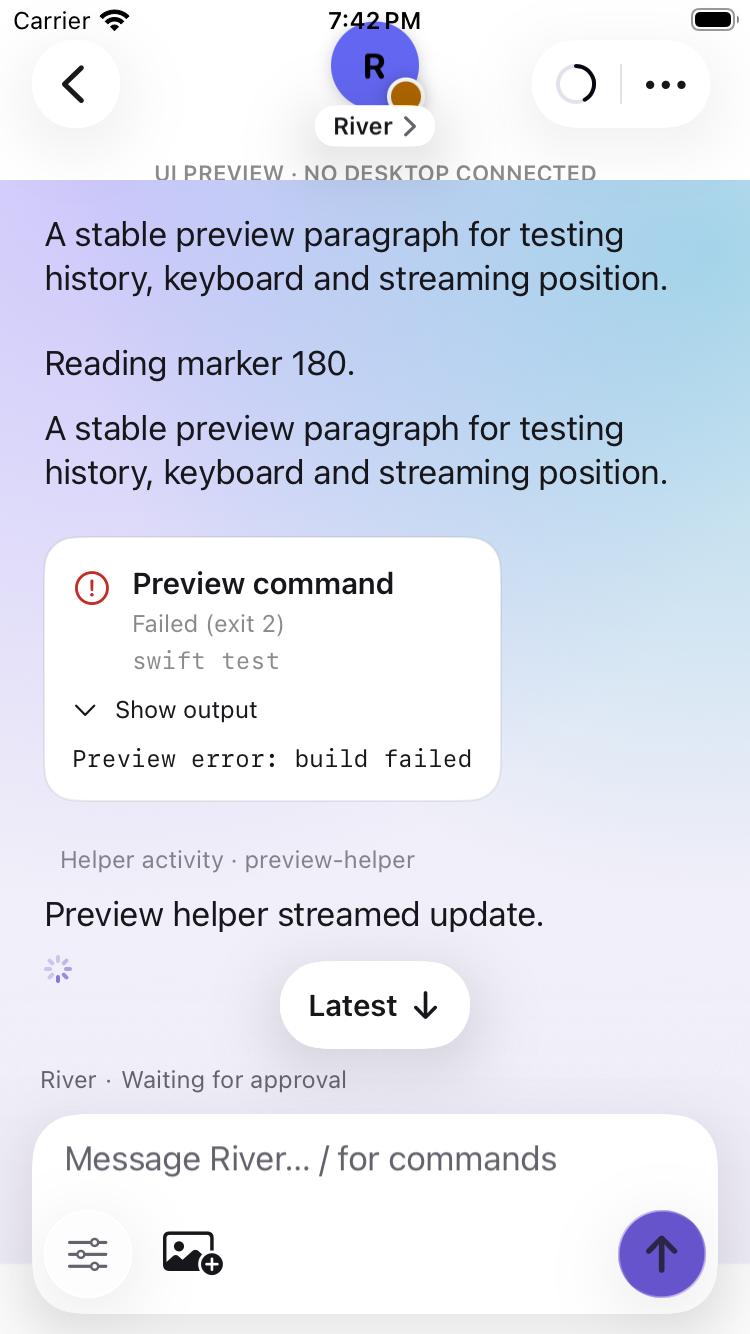 Carrier
7:42 PM
R
River
UI PREVIEW · NO DESKTOP CONNECTED
A stable preview paragraph for testing
history, keyboard and streaming position.
Reading marker 180.
A stable preview paragraph for testing
history, keyboard and streaming position.
Preview command
Failed (exit 2)
swift test
Show output
Preview error: build failed
Helper activity · preview-helper
Preview helper streamed update.
Latest
River · Waiting for approval
Message River... / for commands